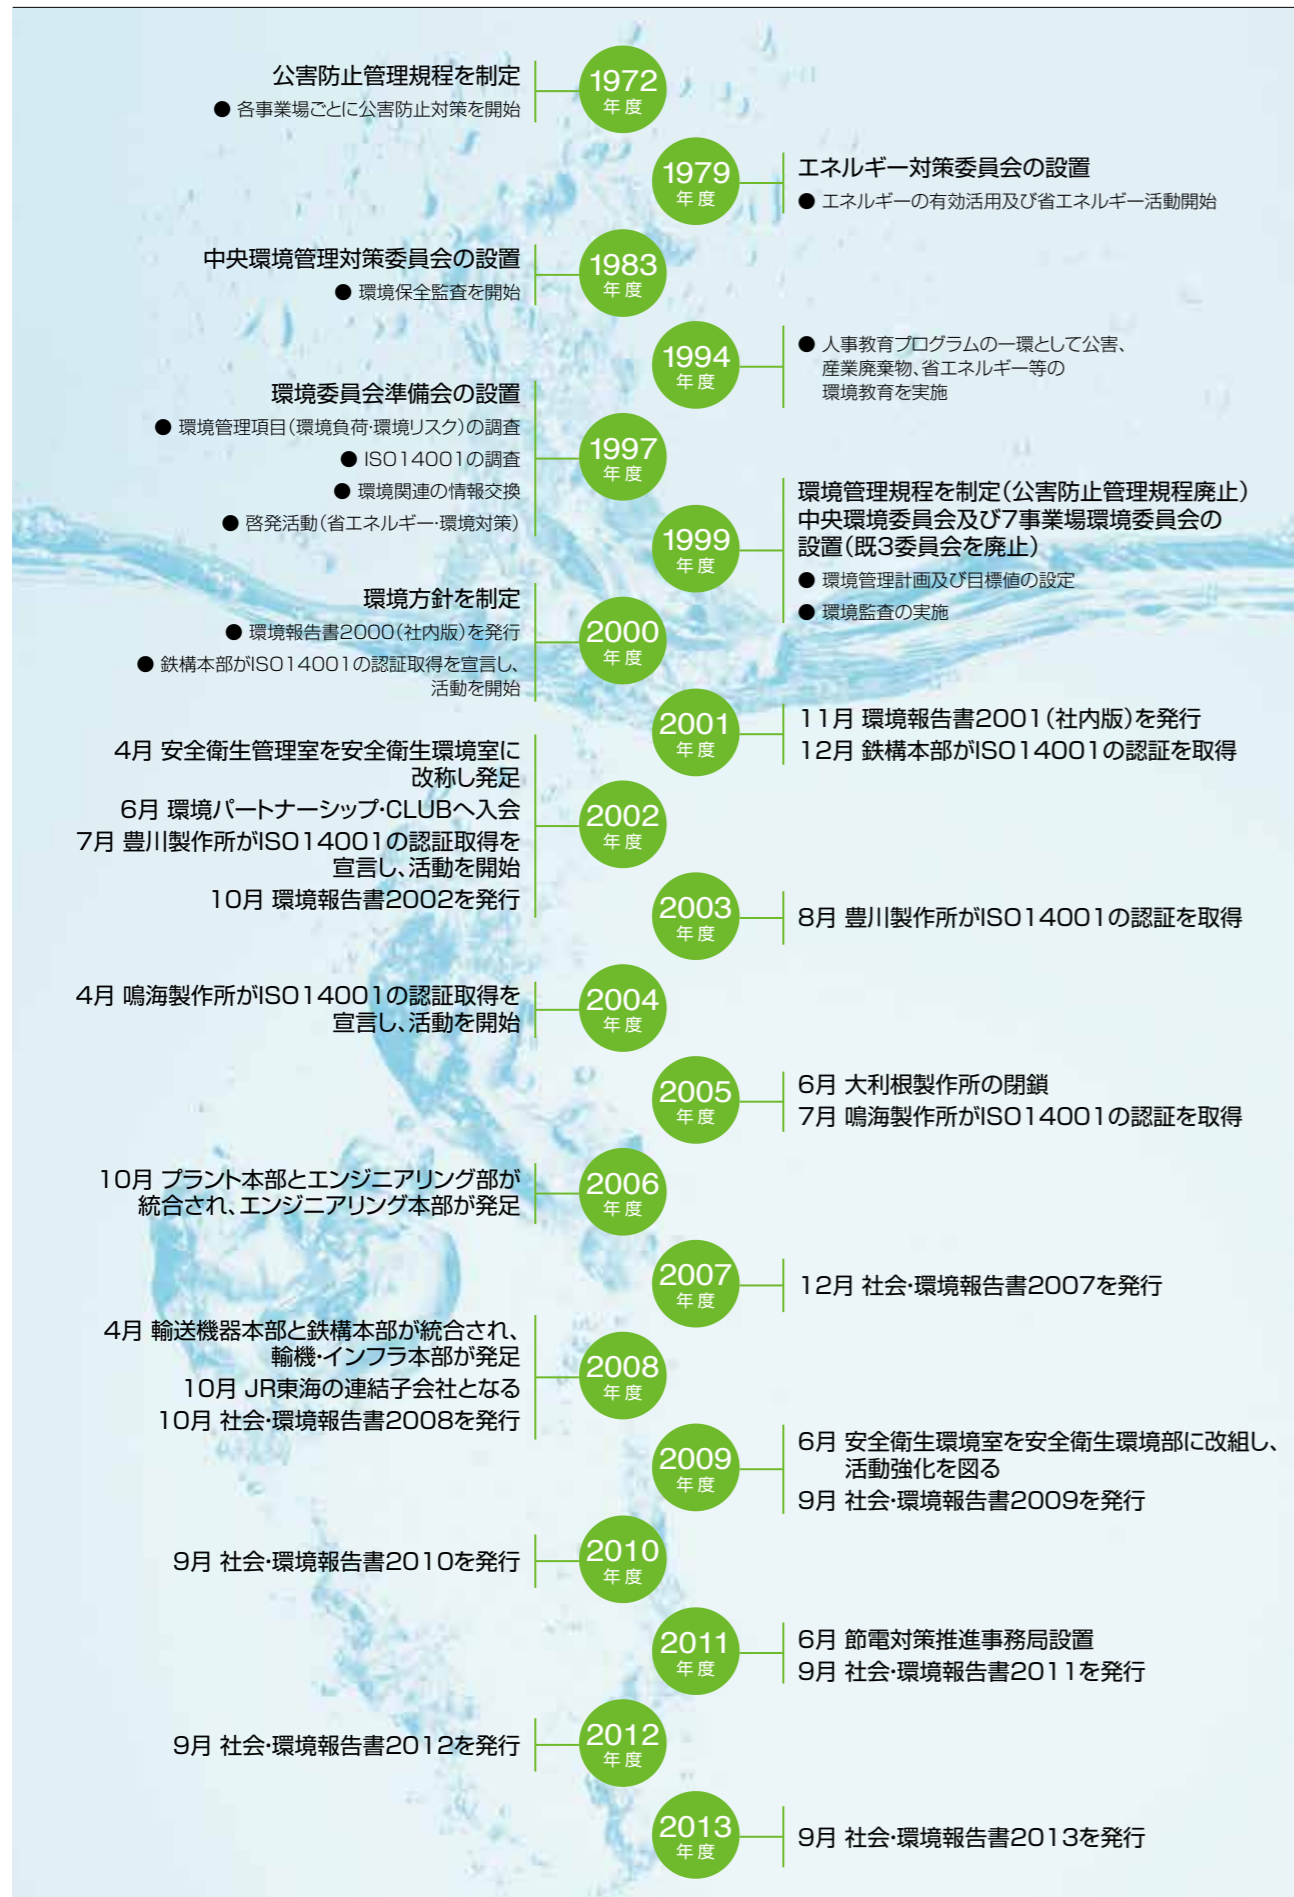 1972
年度
公害防止管理規程を制定
● 各事業場ごとに公害防止対策を開始
1979
年度
エネルギー対策委員会の設置
● エネルギーの有効活用及び省エネルギー活動開始
1983
年度
中央環境管理対策委員会の設置
● 環境保全監査を開始
1994
年度
● 人事教育プログラムの一環として公害、
産業廃棄物、省エネルギー等の
環境教育を実施
1997
年度
環境委員会準備会の設置
● 環境管理項目(環境負荷・環境リスク)の調査
● ISO14001の調査
● 環境関連の情報交換
● 啓発活動(省エネルギー・環境対策)
1999
年度
環境管理規程を制定(公害防止管理規程廃止)
中央環境委員会及び7事業場環境委員会の
設置(既3委員会を廃止)
● 環境管理計画及び目標値の設定
● 環境監査の実施
2000
年度
環境方針を制定
● 環境報告書2000(社内版)を発行
● 鉄構本部がISO14001の認証取得を宣言し、
活動を開始
2001
年度
11月 環境報告書2001(社内版)を発行
12月 鉄構本部がISO14001の認証を取得
2002
年度
4月 安全衛生管理室を安全衛生環境室に
改称し発足
6月 環境パートナーシップ・CLUBへ入会
7月 豊川製作所がISO14001の認証取得を
宣言し、活動を開始
10月 環境報告書2002を発行
2003
年度
8月 豊川製作所がISO14001の認証を取得
2004
年度
4月 鳴海製作所がISO14001の認証取得を
宣言し、活動を開始
2005
年度
6月 大利根製作所の閉鎖
7月 鳴海製作所がISO14001の認証を取得
2006
年度
10月 プラント本部とエンジニアリング部が
統合され、エンジニアリング本部が発足
2007
年度
12月 社会・環境報告書2007を発行
2008
年度
4月 輸送機器本部と鉄構本部が統合され、
輸機・インフラ本部が発足
10月 JR東海の連結子会社となる
10月 社会・環境報告書2008を発行
2009
年度
6月 安全衛生環境室を安全衛生環境部に改組し、
活動強化を図る
9月 社会・環境報告書2009を発行
2010
年度
9月 社会・環境報告書2010を発行
2011
年度
6月 節電対策推進事務局設置
9月 社会・環境報告書2011を発行
2012
年度
9月 社会・環境報告書2012を発行
2013
年度
9月 社会・環境報告書2013を発行